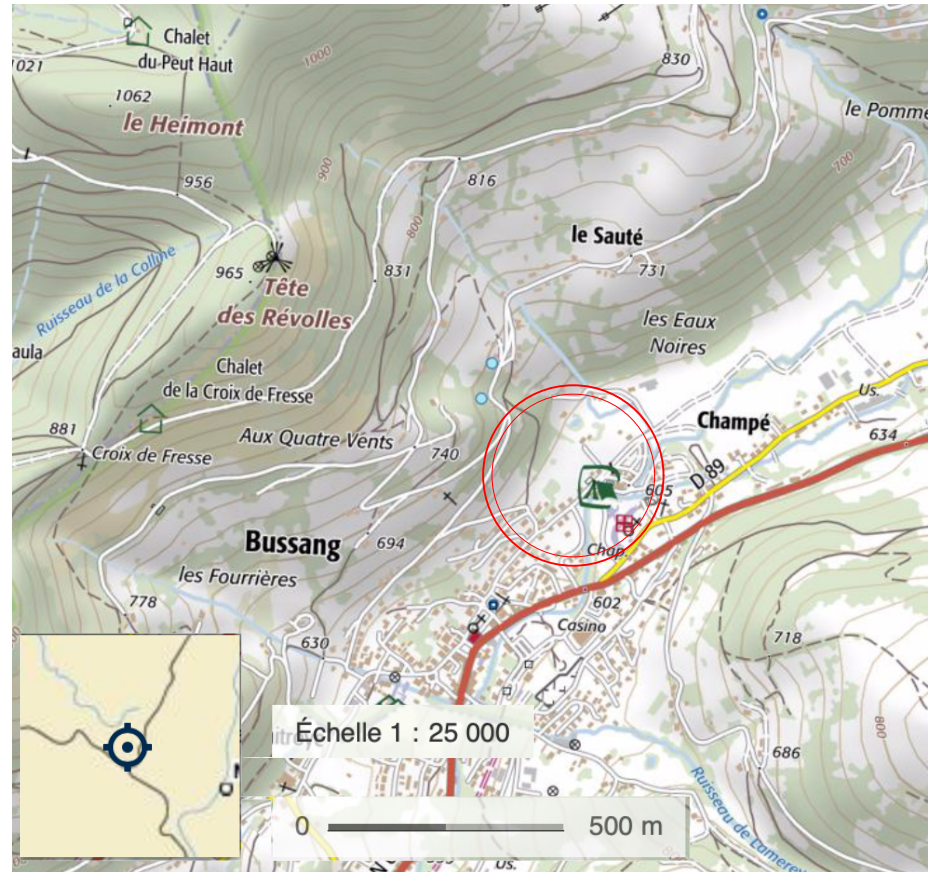 Chalet
du Peut Haut
1021
1062
le Heimont
1000
830
le Pomme
956
900
816
700
800
le Sauté
731
965
831
Ruisseau de la Colline
Tête
des Révolles
les Eaux
Noires
aula
Chalet
de la Croix de Fresse
Us.
881
Aux Quatre Vents
Champé
634
Croix de Fresse
740
D 89
605
Bussang
694
Chap.
les Fourrières
778
602
Casino
718
630
800
Échelle 1 : 25 000
686
Ruisseau de Lamerey
0
500 m
Us.